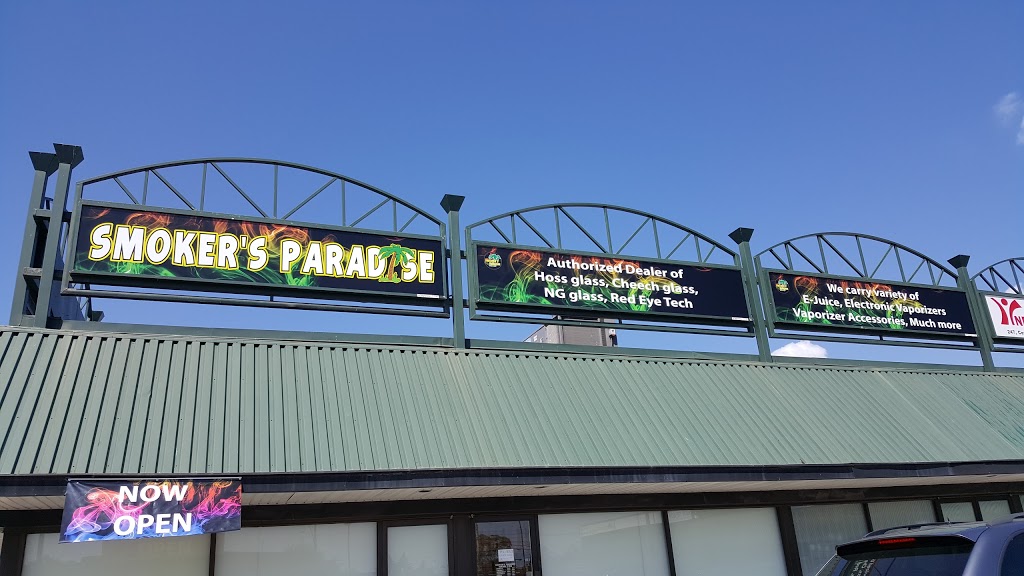 SMOKER'S PARADISE
Authorized Dealer of
Hoss glass, Cheech glass,
NG glass, Red Eye Tech
We carry variety of
E-Juice, Electronic Vaporizers
Vaporizer Accessories, Much more
NOW
OPEN